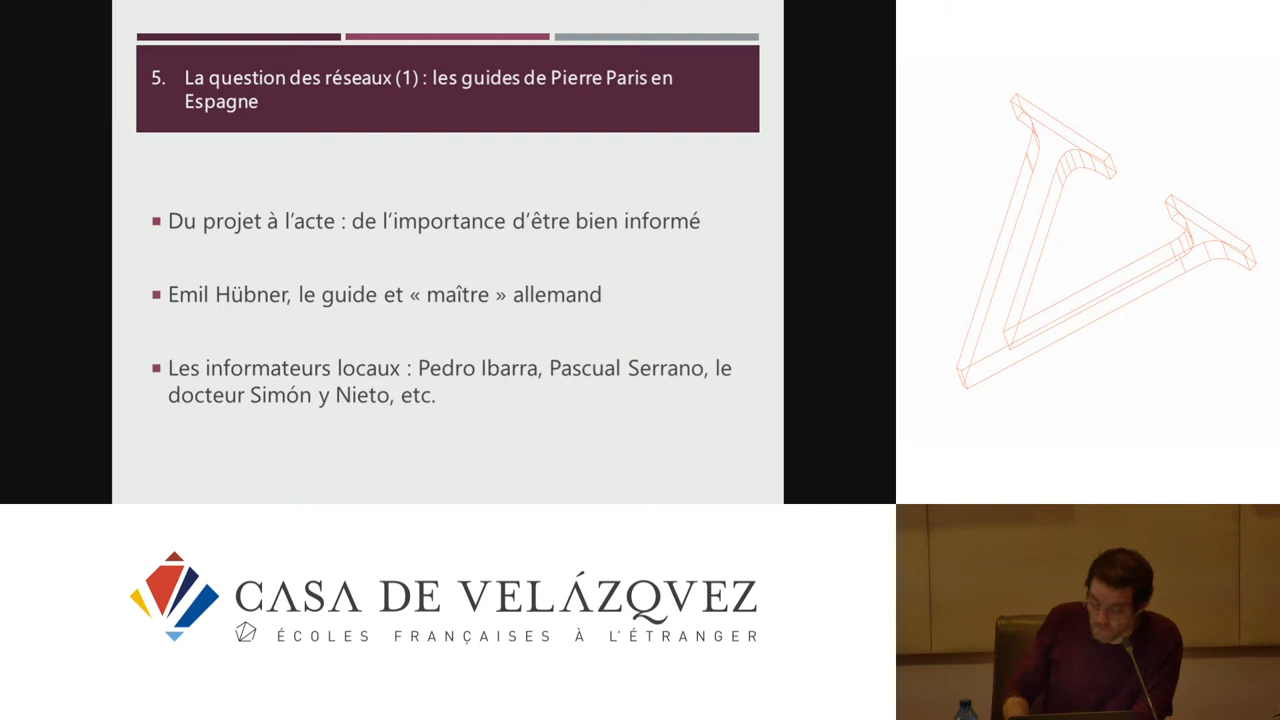 5. La question des réseaux (1) : les guides de Pierre Paris en
Espagne
Du projet à l'acte : de l'importance d'être bien informé
Emil Hübner, le guide et « maître » allemand
Les informateurs locaux : Pedro Ibarra, Pascual Serrano, le
docteur Simón y Nieto, etc.
CASA DE VELÁZQVEZ
ÉCOLES FRANÇAISES À L'ÉTRANGER